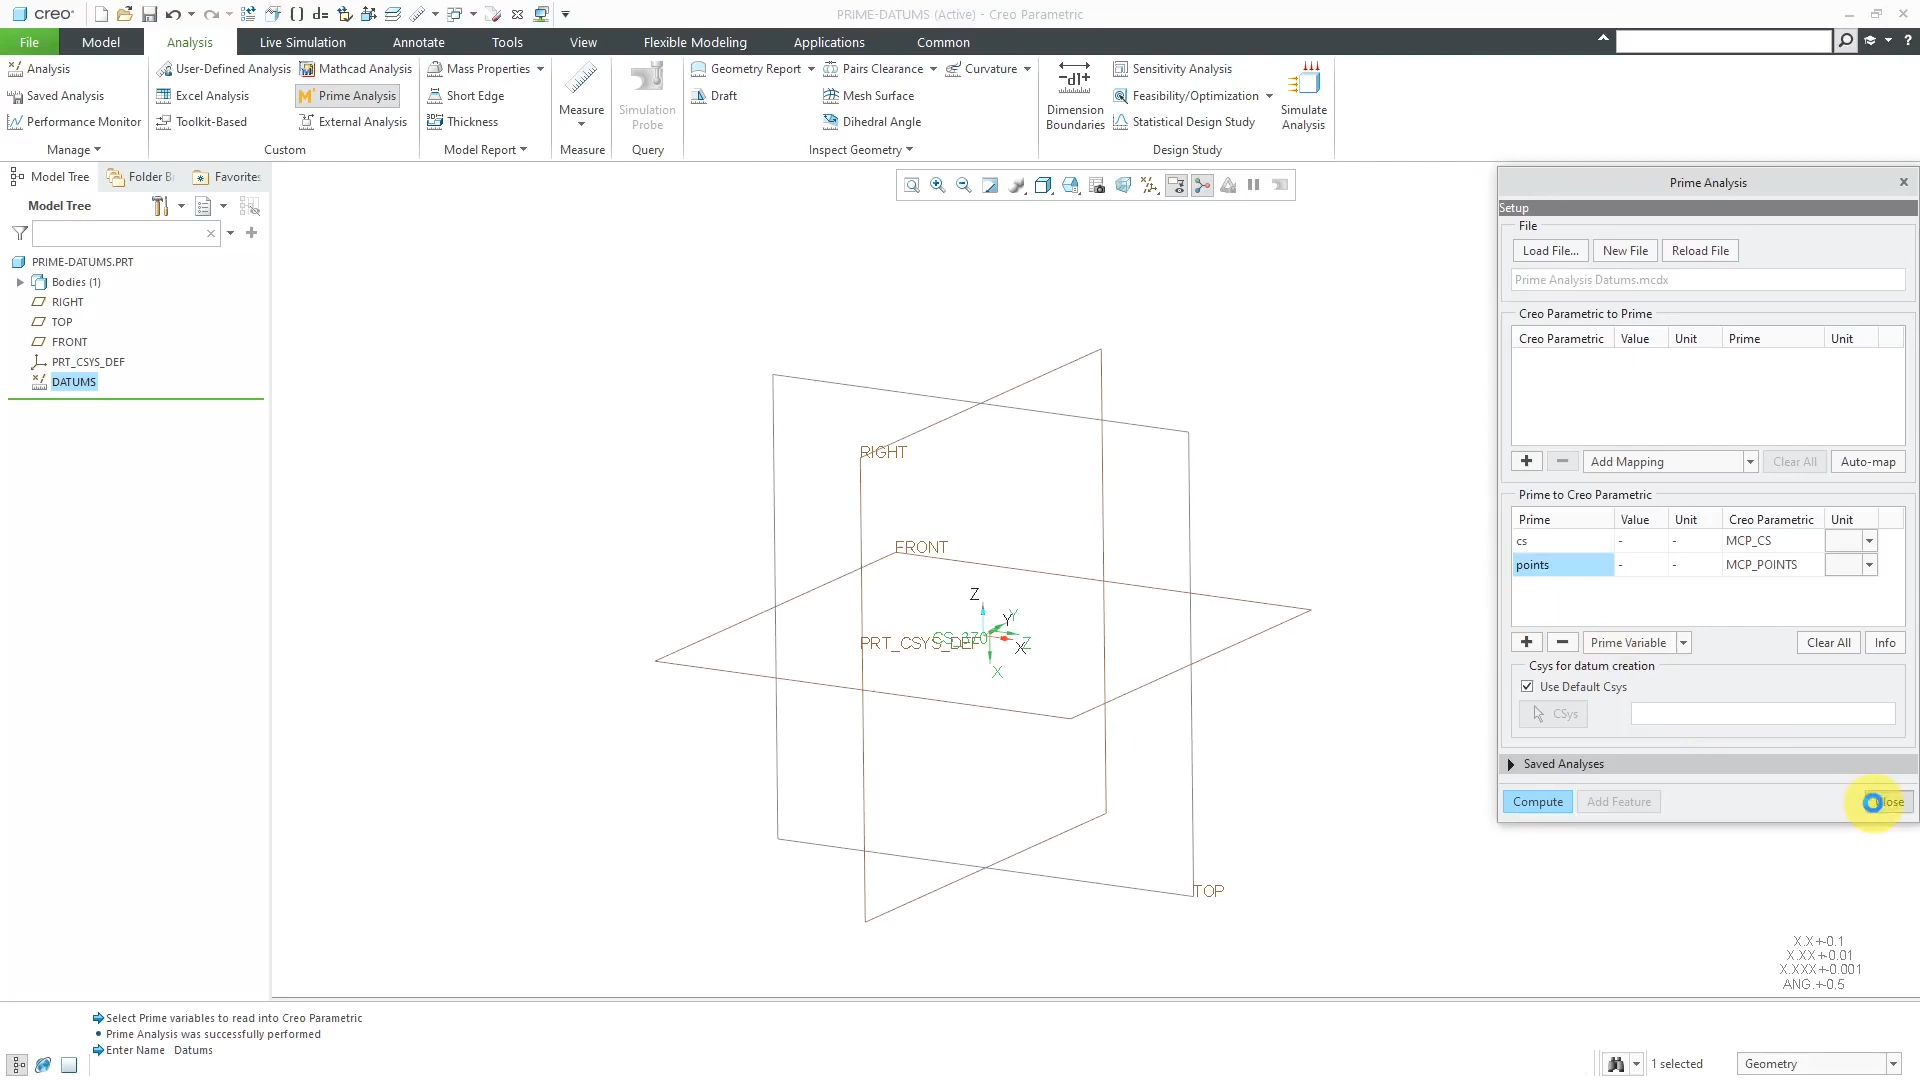 creo
PRIME-DATUMS (Active) - Creo Parametric
File Model Analysis Live Simulation Annotate Tools View Flexible Modeling Applications Common
Analysis
Saved Analysis
Performance Monitor
Manage
User-Defined Analysis
Excel Analysis
Toolkit-Based
Mathcad Analysis
Prime Analysis
External Analysis
Custom
Mass Properties
Short Edge
Thickness
Model Report
Measure
Measure
Simulation
Probe
Query
Geometry Report
Draft
Pairs Clearance
Mesh Surface
Dihedral Angle
Curvature
Inspect Geometry
Dimension
Boundaries
Sensitivity Analysis
Feasibility/Optimization
Statistical Design Study
Simulate
Analysis
Design Study
Model Tree Folder Br Favorites
Model Tree
PRIME-DATUMS.PRT
Bodies (1)
RIGHT
TOP
FRONT
PRT_CSYS_DEF
DATUMS
RIGHT
FRONT
Z
Y
Y
PRT_CSYS_DEF
X
Z
X
TOP
X.X+-0.1
X.XX+-0.01
X.XXX+-0.001
ANG.+-0.5
Prime Analysis
Setup
File
Load File... New File Reload File
Prime Analysis Datums.mcdx
Creo Parametric to Prime
Creo Parametric Value Unit Prime Unit
Add Mapping Clear All Auto-map
Prime to Creo Parametric
Prime Value Unit Creo Parametric Unit
cs - - MCP_CS
points - - MCP_POINTS
Prime Variable Clear All Info
Csys for datum creation
Use Default Csys
CSys
Saved Analyses
Compute Add Feature
Select Prime variables to read into Creo Parametric
Prime Analysis was successfully performed
Enter Name Datums
1 selected Geometry